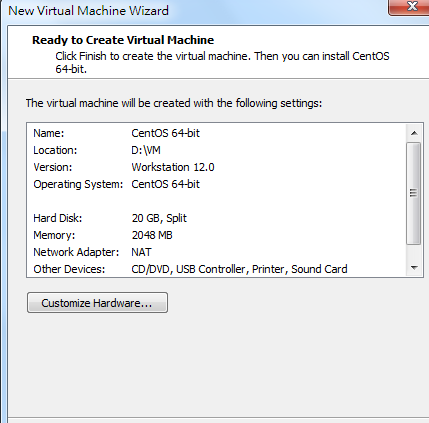 New Virtual Machine Wizard
Ready to Create Virtual Machine
Click Finish to create the virtual machine. Then you can install CentOS
64-bit.
The virtual machine will be created with the following settings:
Name: CentOS 64-bit
Location: D:\VM
Version: Workstation 12.0
Operating System: CentOS 64-bit
Hard Disk: 20 GB, Split
Memory: 2048 MB
Network Adapter: NAT
Other Devices: CD/DVD, USB Controller, Printer, Sound Card
Customize Hardware...